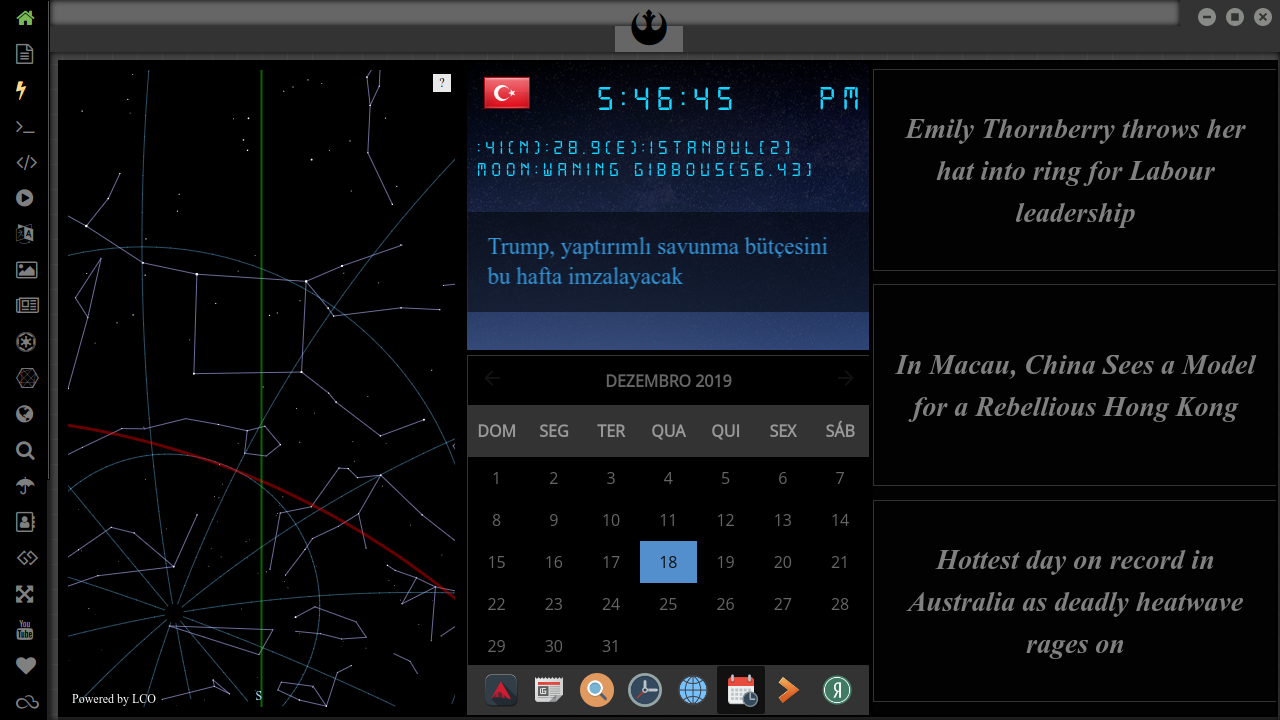 ?
5:46:45 PM
:41(N):28.9(E):ISTANBUL(2)
MOON:WANING GIBBOUS(56.43)
Trump, yaptırımlı savunma bütçesini
bu hafta imzalayacak
DEZEMBRO 2019
DOM SEG TER QUA QUI SEX SÁB
1 2 3 4 5 6 7
8 9 10 11 12 13 14
15 16 17 18 19 20 21
22 23 24 25 26 27 28
29 30 31
Emily Thornberry throws her
hat into ring for Labour
leadership
In Macau, China Sees a Model
for a Rebellious Hong Kong
Hottest day on record in
Australia as deadly heatwave
rages on
S
Powered by LCO
You
Tube
Я